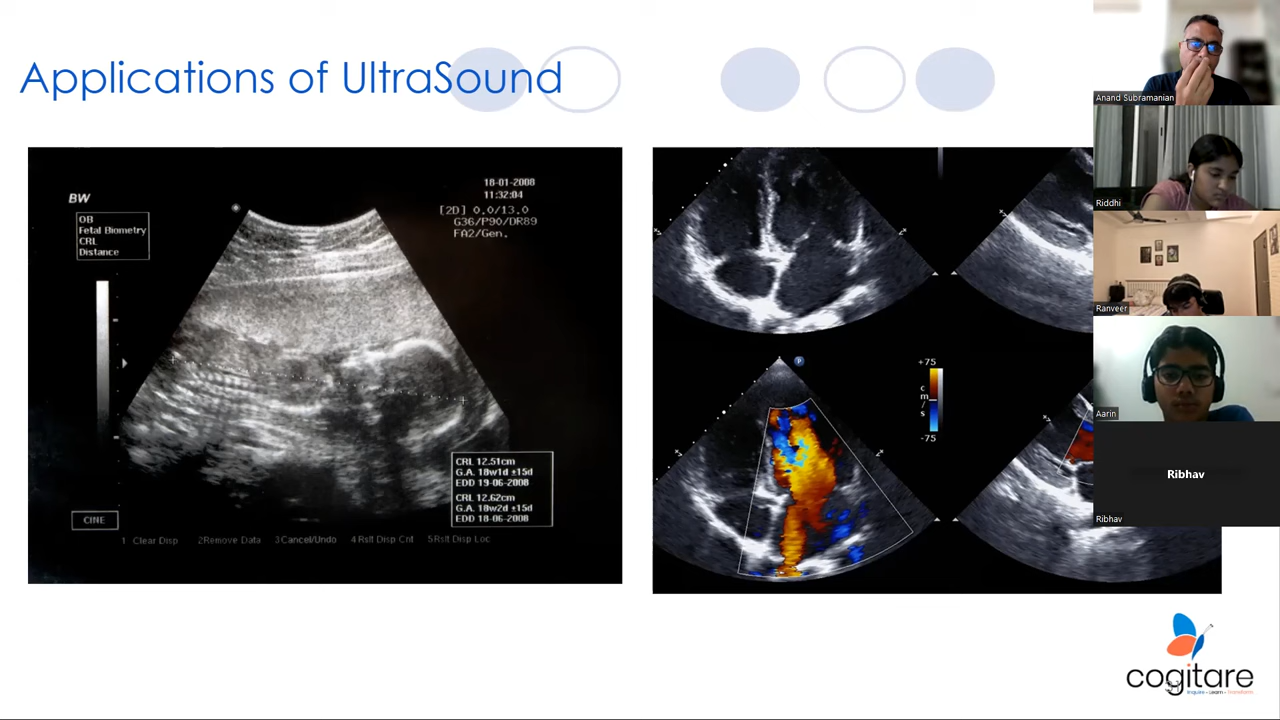 Applications of UltraSound
BW
OB
Fetal Biometry
CRL
Distance
18-01-2008
11:32:04
[2D] 0.0/13.0
G36/P90/DR89
FA2/Gen.
CRL 12.51cm
G.A. 18w1d ±15d
EDD 19-06-2008
CRL 12.62cm
G.A. 18w2d ±15d
EDD 18-06-2008
CINE
1 Clear Disp 2Remove Data 3Cancel/Undo 4Rslt Disp Cnt 5Rslt Disp Loc
P
+75
cm/s
-75
Anand Subramanian
Riddhi
Ranveer
Aarin
Ribhav
Ribhav
cogitare